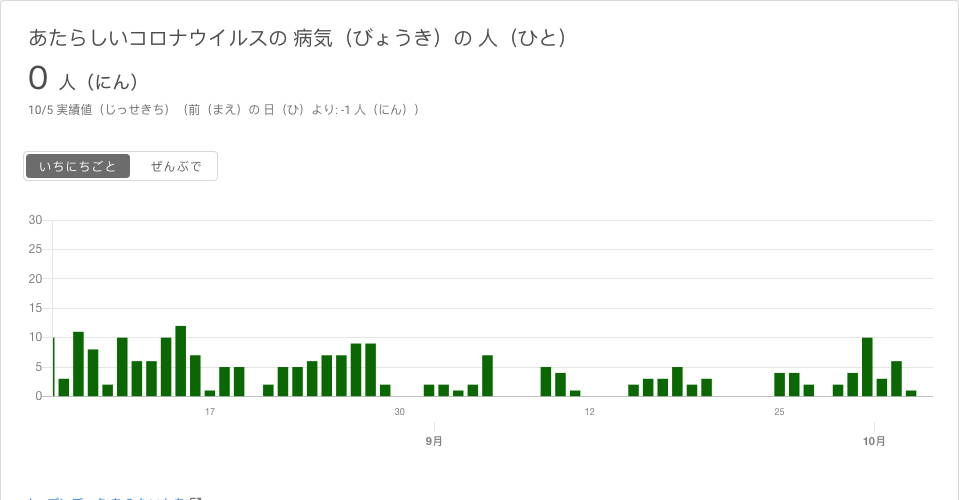 あたらしいコロナウイルスの 病気（びょうき）の 人（ひと）
0 人（にん）
10/5 実績値（じっせきち）（前（まえ）の 日（ひ）より: -1 人（にん））
いちにちごと ぜんぶで
30
25
20
15
10
5
0
17 30 12 25
9月 10月